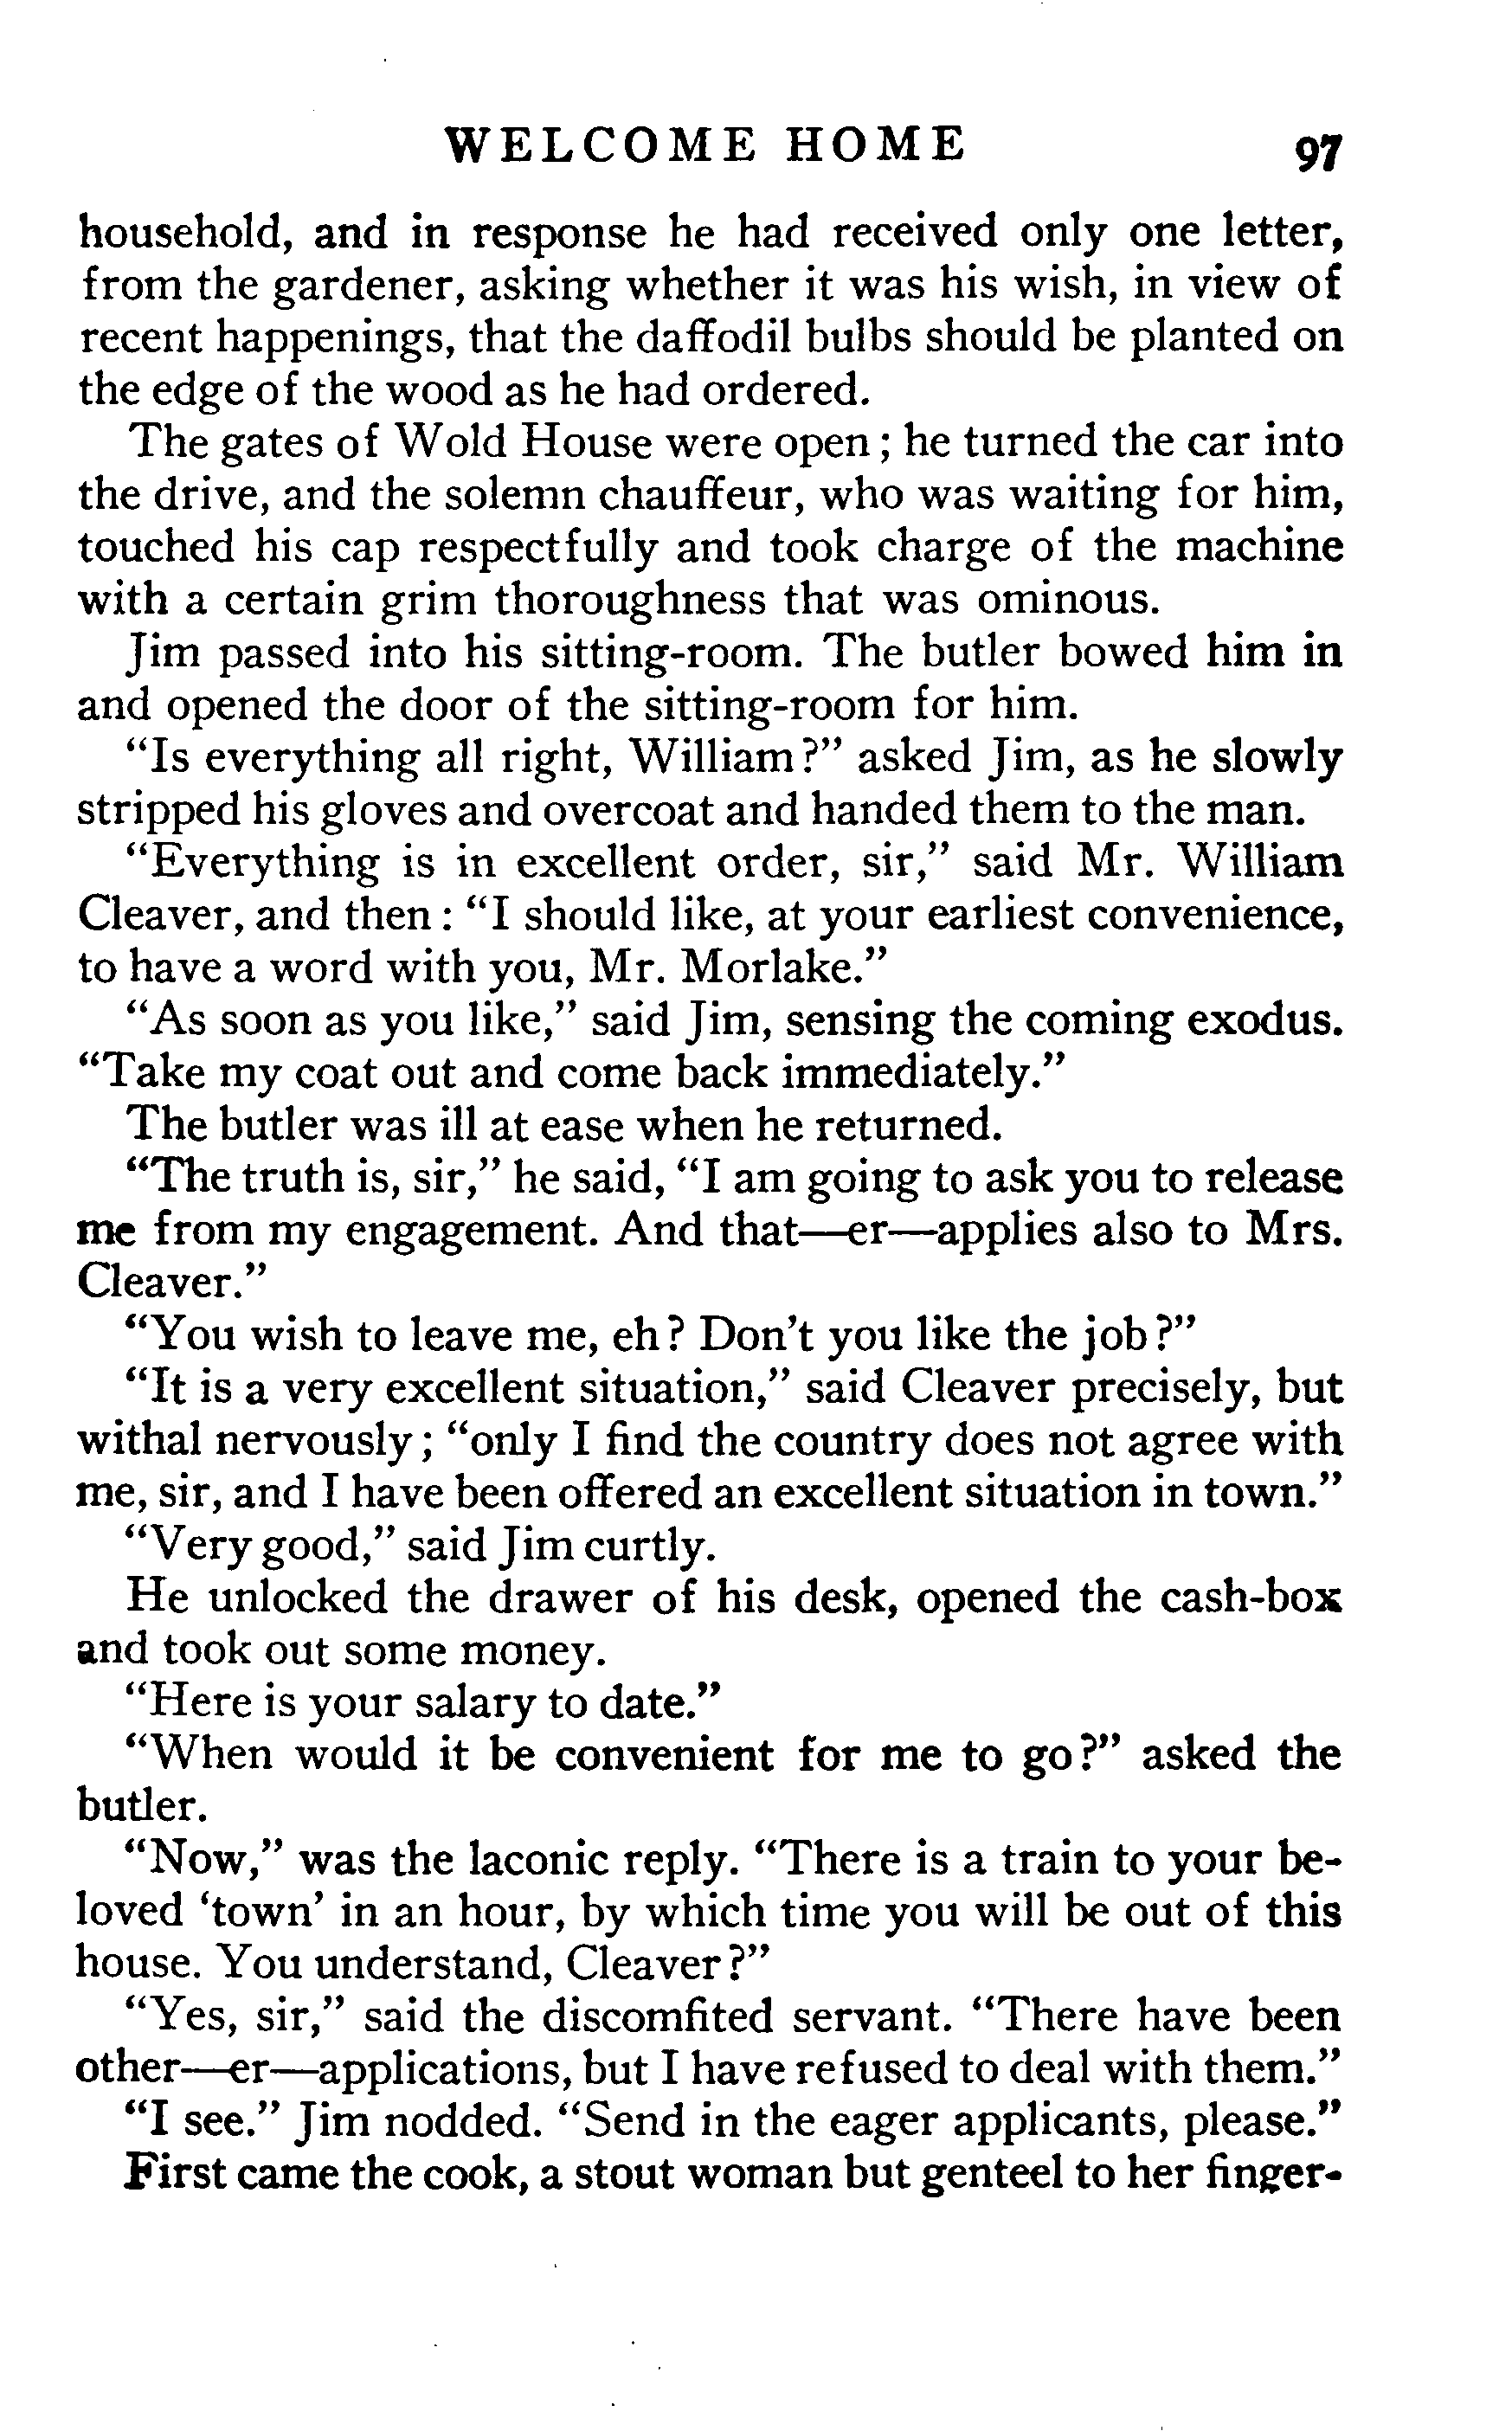 WELCOME HOME 97
household, and in response he had received only one letter,
from the gardener, asking whether it was his wish, in view of
recent happenings, that the daffodil bulbs should be planted on
the edge of the wood as he had ordered.
The gates of Wold House were open; he turned the car into
the drive, and the solemn chauffeur, who was waiting for him,
touched his cap respectfully and took charge of the machine
with a certain grim thoroughness that was ominous.
Jim passed into his sitting-room. The butler bowed him in
and opened the door of the sitting-room for him.
“Is everything all right, William?” asked Jim, as he slowly
stripped his gloves and overcoat and handed them to the man.
“Everything is in excellent order, sir,” said Mr. William
Cleaver, and then: “I should like, at your earliest convenience,
to have a word with you, Mr. Morlake.”
“As soon as you like,” said Jim, sensing the coming exodus.
“Take my coat out and come back immediately.”
The butler was ill at ease when he returned.
“The truth is, sir,” he said, “I am going to ask you to release
me from my engagement. And that—er—applies also to Mrs.
Cleaver.”
“You wish to leave me, eh? Don’t you like the job?”
“It is a very excellent situation,” said Cleaver precisely, but
withal nervously; “only I find the country does not agree with
me, sir, and I have been offered an excellent situation in town.”
“Very good,” said Jim curtly.
He unlocked the drawer of his desk, opened the cash-box
and took out some money.
“Here is your salary to date.”
“When would it be convenient for me to go?” asked the
butler.
“Now,” was the laconic reply. “There is a train to your be-
loved ‘town’ in an hour, by which time you will be out of this
house. You understand, Cleaver?”
“Yes, sir,” said the discomfited servant. “There have been
other—er—applications, but I have refused to deal with them.”
“I see.” Jim nodded. “Send in the eager applicants, please.”
First came the cook, a stout woman but genteel to her finger-